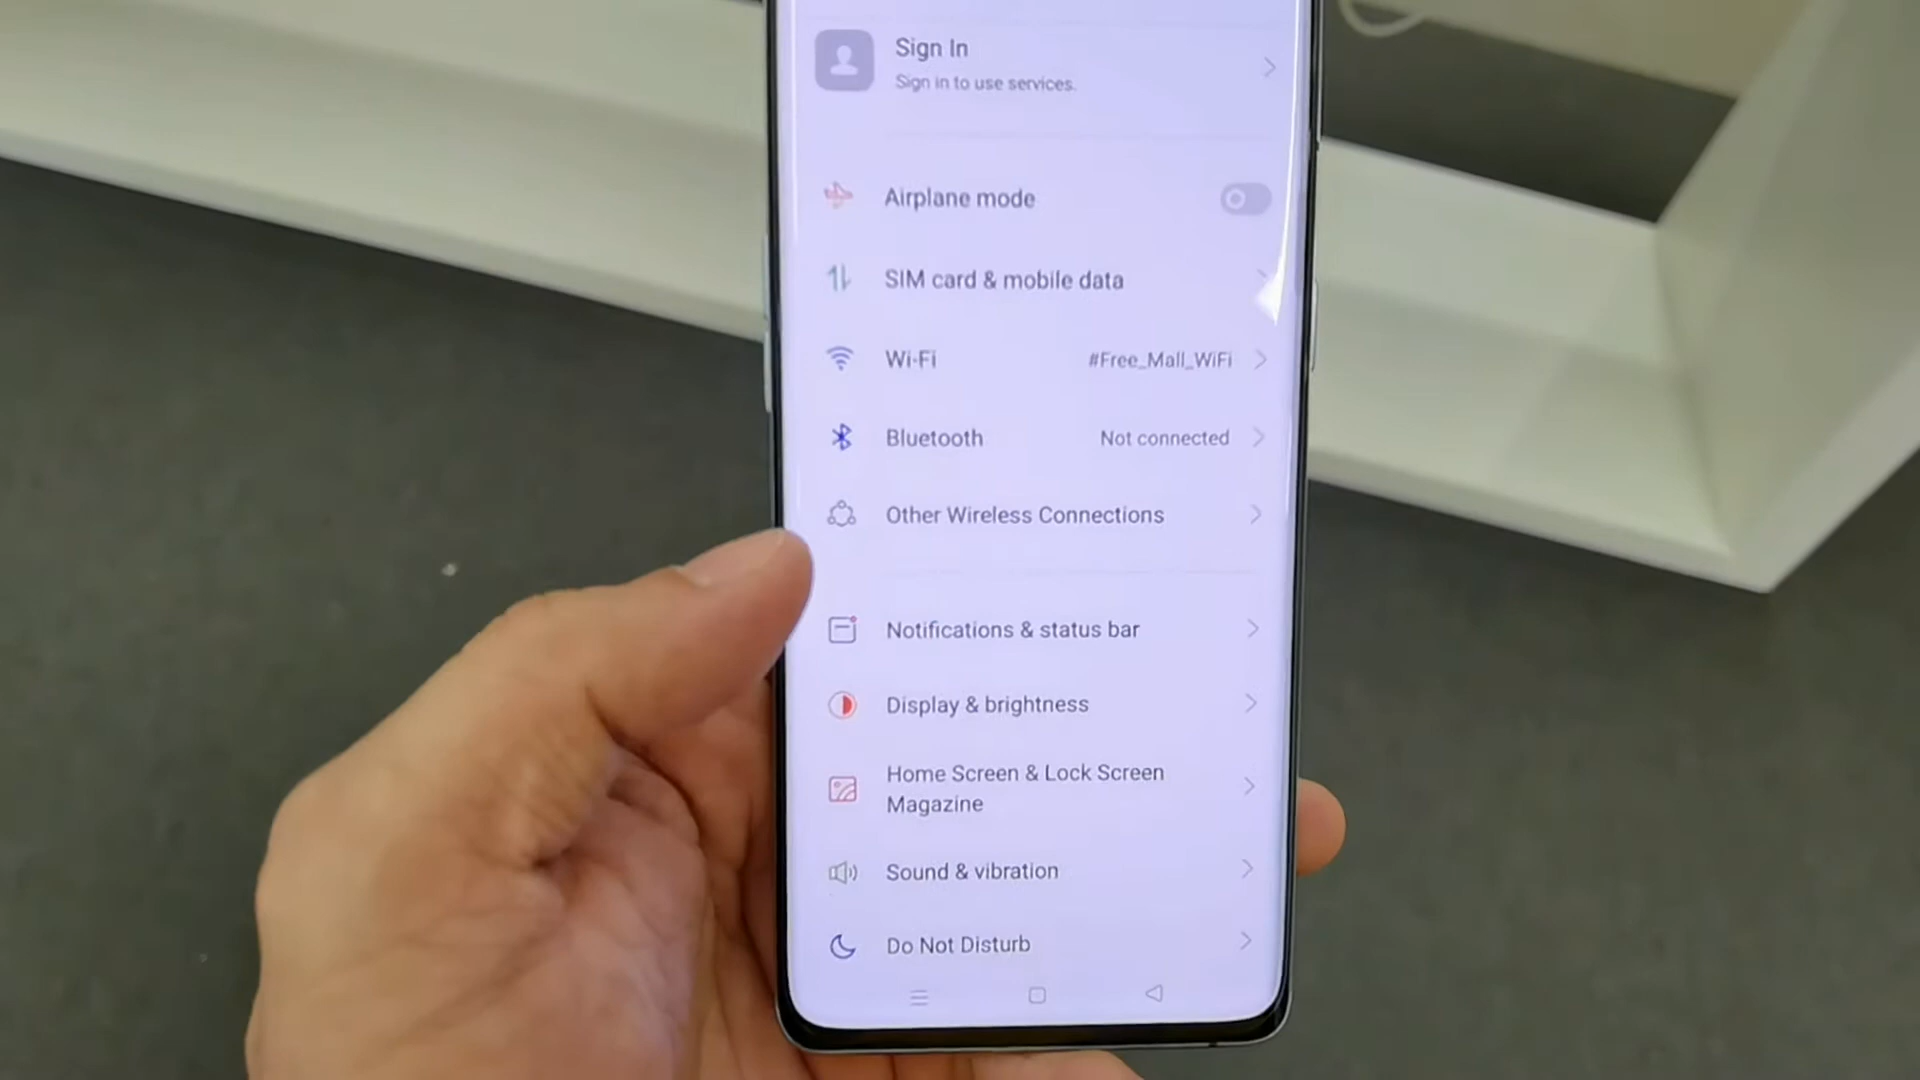 Sign In
Sign in to use services.
Airplane mode
SIM card & mobile data
Wi-Fi #Free_Mall_WiFi
Bluetooth Not connected
Other Wireless Connections
Notifications & status bar
Display & brightness
Home Screen & Lock Screen
Magazine
Sound & vibration
Do Not Disturb